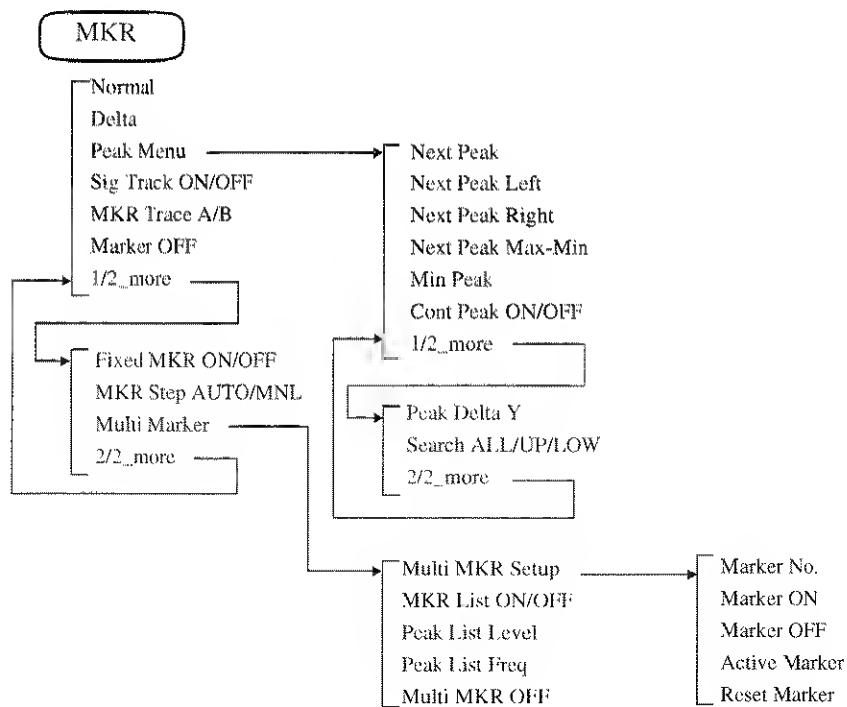 MKR
Normal
Delta
Peak Menu
Sig Track ON/OFF
MKR Trace A/B
Marker OFF
1/2_more
Next Peak
Next Peak Left
Next Peak Right
Next Peak Max-Min
Min Peak
Cont Peak ON/OFF
1/2_more
Fixed MKR ON/OFF
MKR Step AUTO/MNL
Multi Marker
2/2_more
Peak Delta Y
Search ALL/UP/LOW
2/2_more
Multi MKR Setup
MKR List ON/OFF
Peak List Level
Peak List Freq
Multi MKR OFF
Marker No.
Marker ON
Marker OFF
Active Marker
Reset Marker